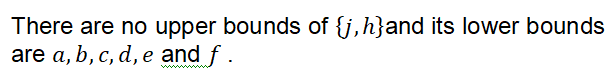 There are no upper bounds of {j,h}and its lower bounds
are a, b, c, d, e and f .